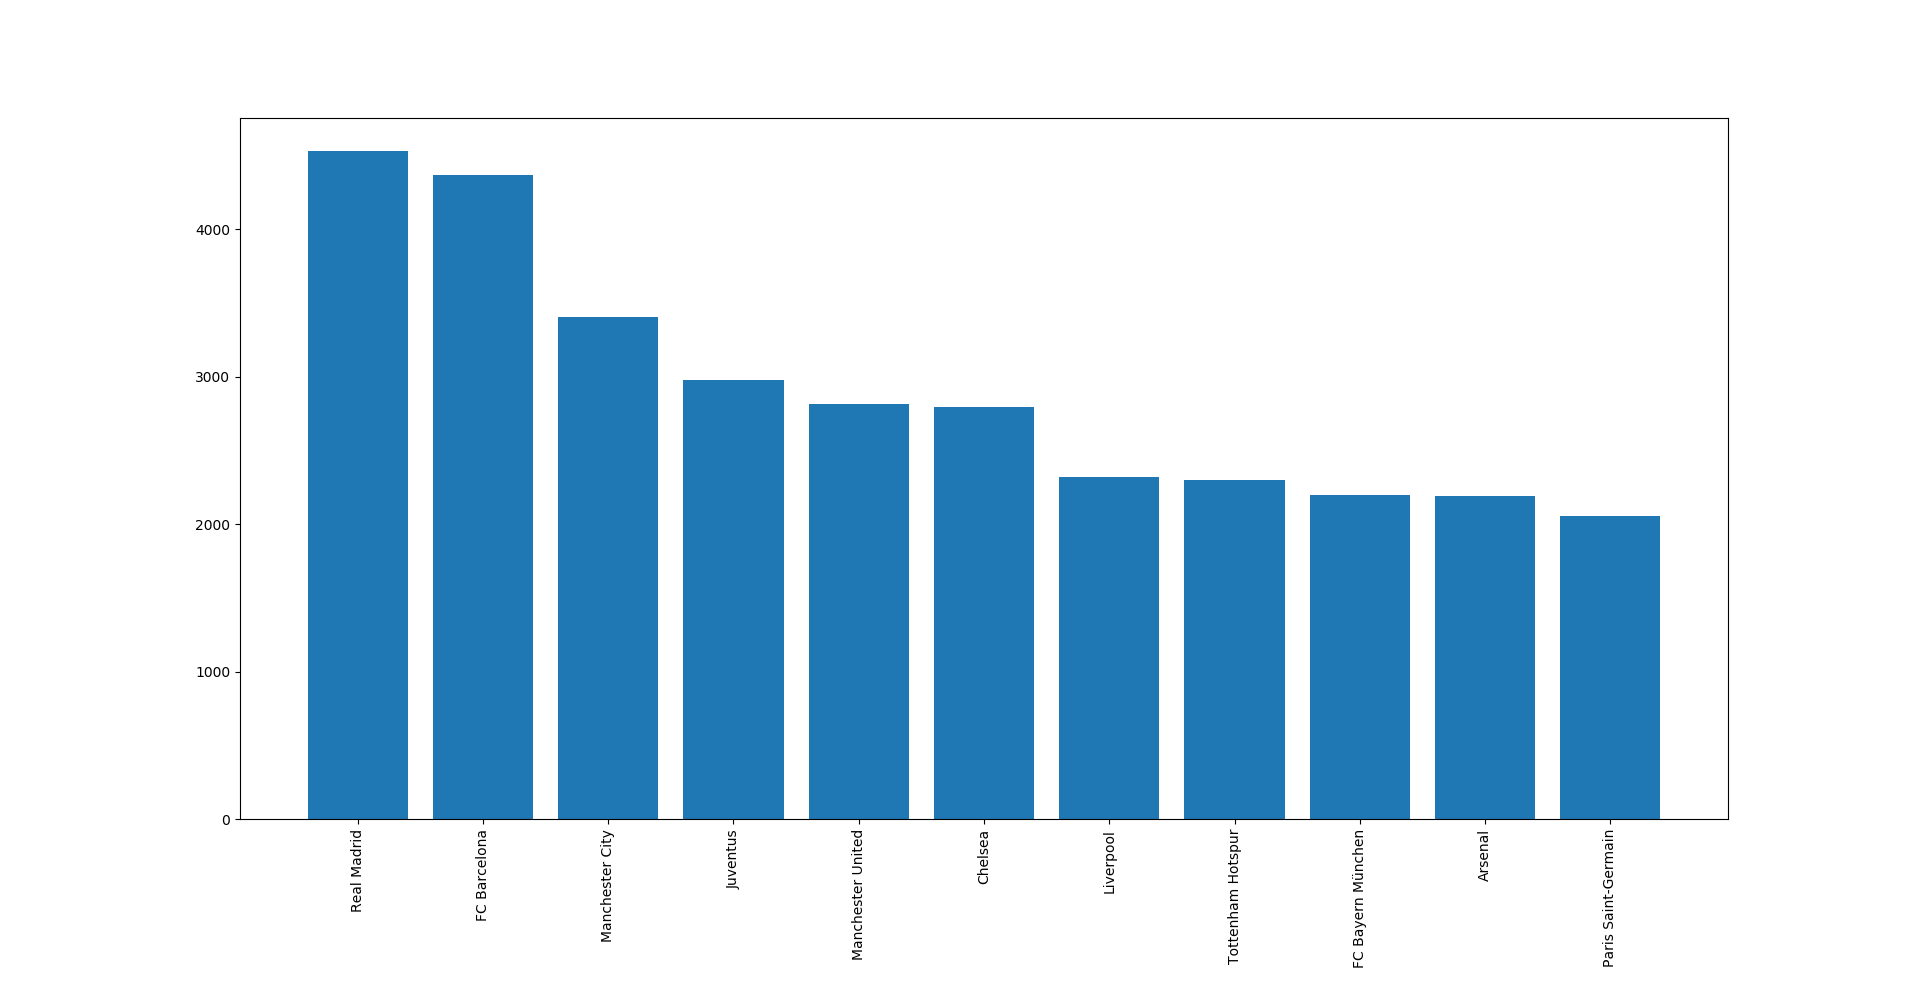 4000
3000
2000
1000
0
Real Madrid
FC Barcelona
Manchester City
Juventus
Manchester United
Chelsea
Liverpool
Tottenham Hotspur
FC Bayern München
Arsenal
Paris Saint-Germain